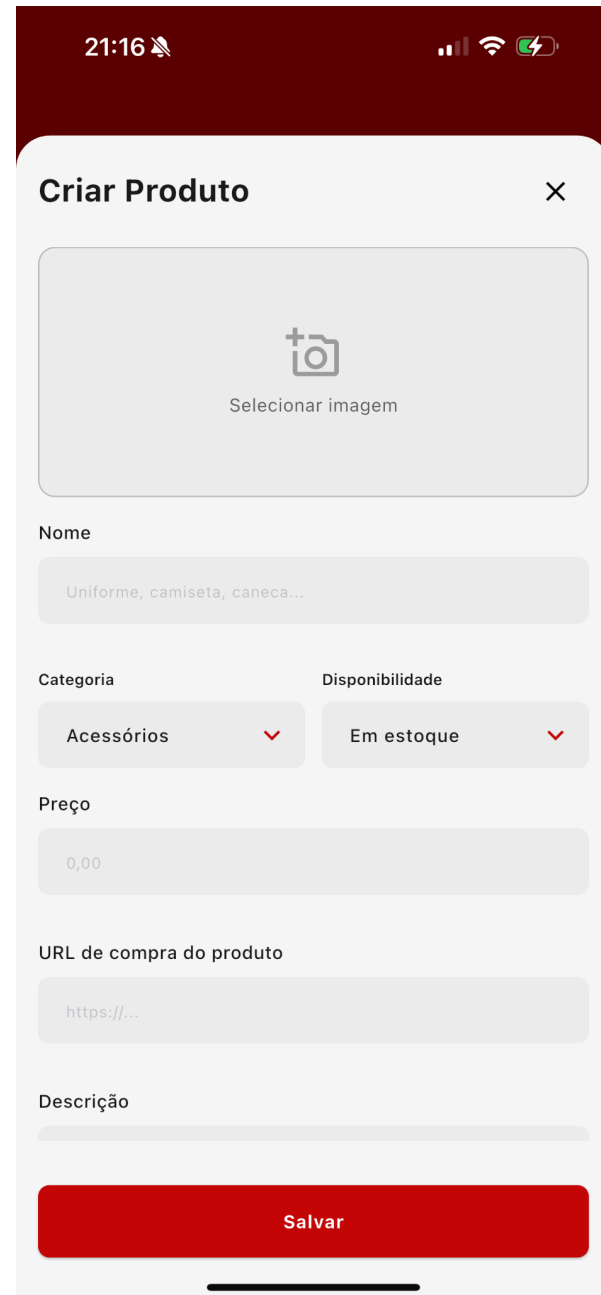 21:16
Criar Produto
Selecionar imagem
Nome
Uniforme, camiseta, caneca...
Categoria
Disponibilidade
Acessórios
Em estoque
Preço
0,00
URL de compra do produto
https://...
Descrição
Salvar